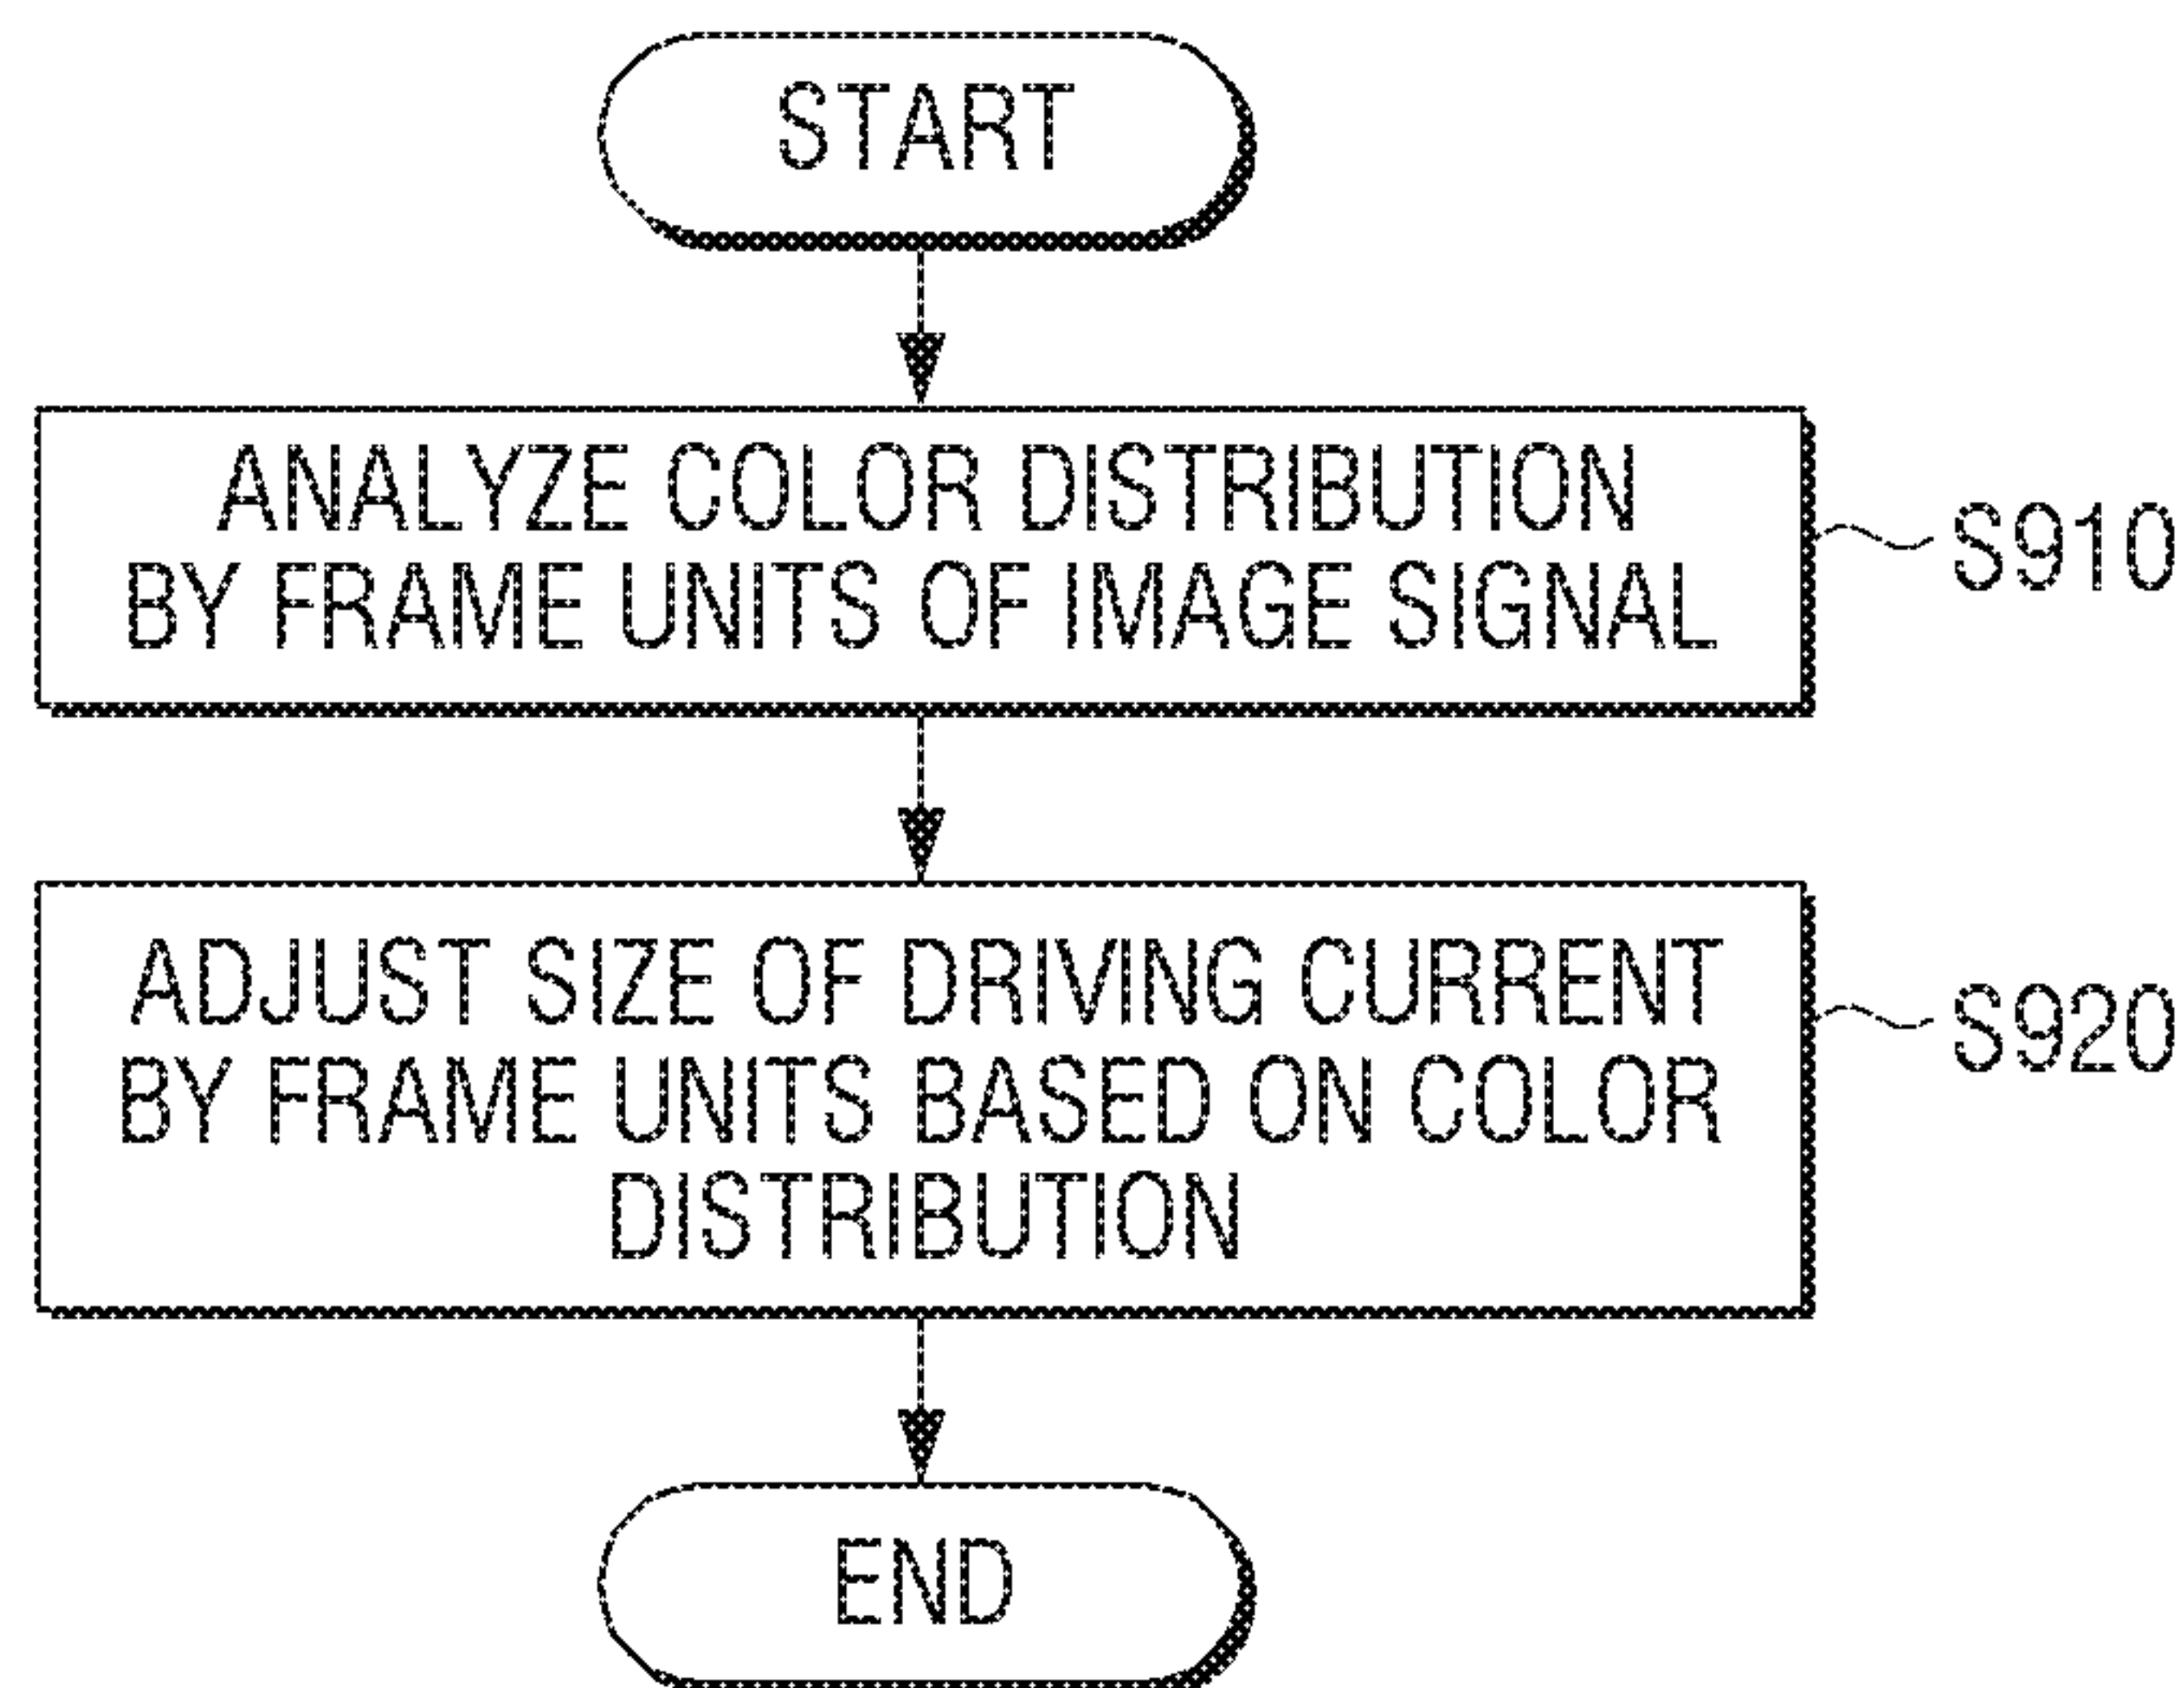 START
ANALYZE COLOR DISTRIBUTION
BY FRAME UNITS OF IMAGE SIGNAL
S910
ADJUST SIZE OF DRIVING CURRENT
BY FRAME UNITS BASED ON COLOR
DISTRIBUTION
S920
END